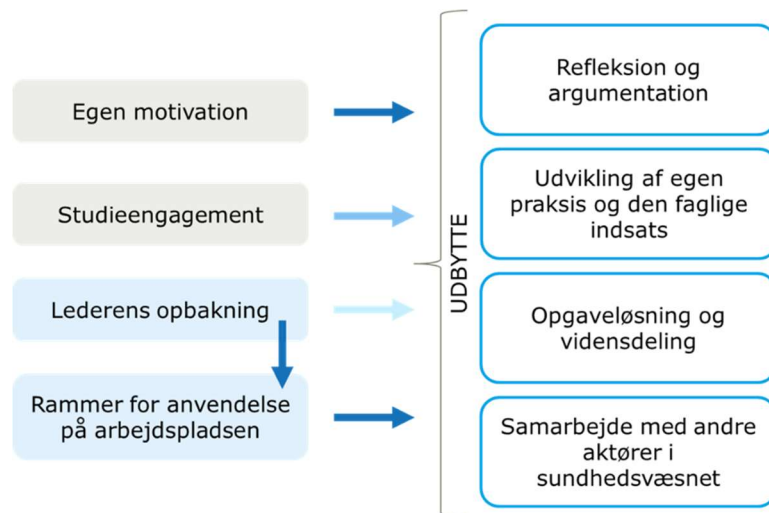 Egen motivation
Studieengagement
Lederens opbakning
Rammer for anvendelse
på arbejdspladsen
UDBYTTE
Refleksion og
argumentation
Udvikling af egen
praksis og den faglige
indsats
Opgaveløsning og
vidensdeling
Samarbejde med andre
aktører i
sundhedsvæsnet